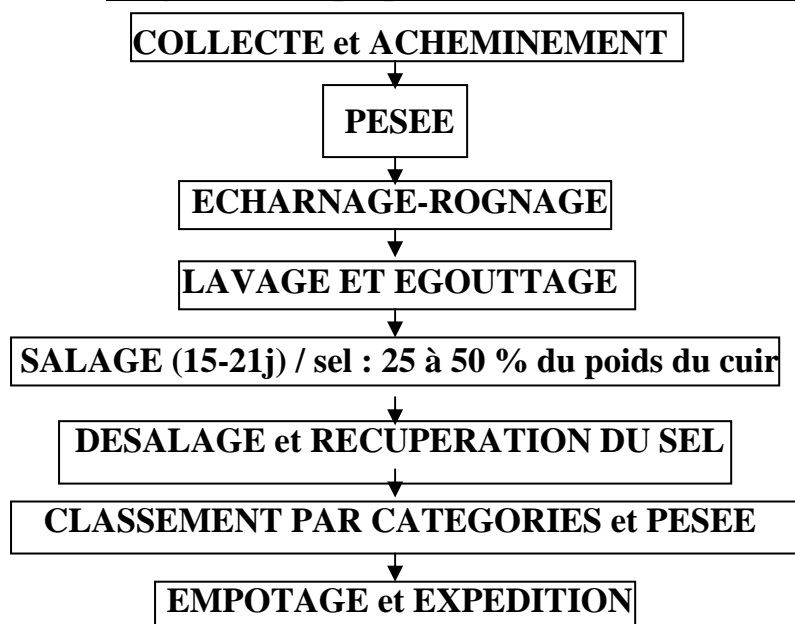 COLLECTE et ACHEMINEMENT
PESEE
ECHARNAGE-ROGNAGE
LAVAGE ET EGOUTTAGE
SALAGE (15-21j) / sel : 25 à 50 % du poids du cuir
DESALAGE et RECUPERATION DU SEL
CLASSEMENT PAR CATEGORIES et PESEE
EMPOTAGE et EXPEDITION